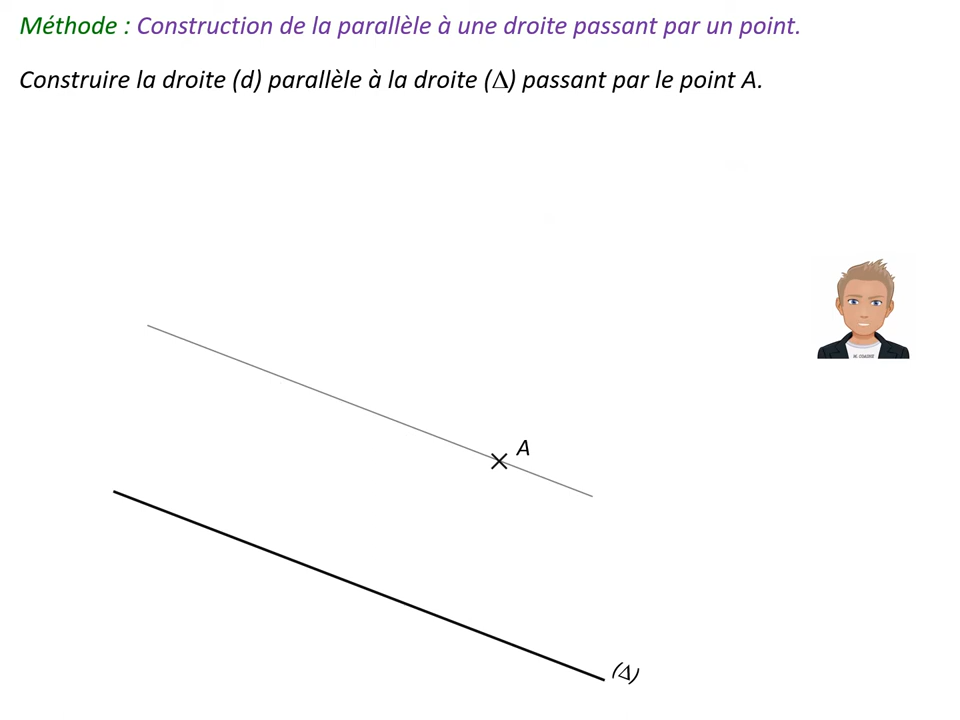 Méthode : Construction de la parallèle à une droite passant par un point.
Construire la droite (d) parallèle à la droite (Δ) passant par le point A.
A
(Δ)